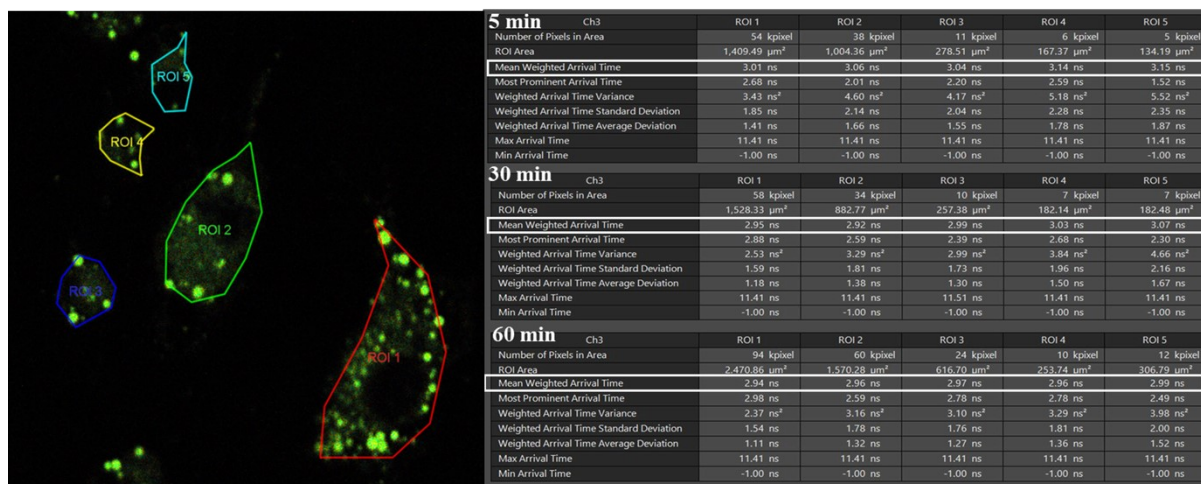 ROI 5
ROI 4
ROI 2
ROI 3
ROI 1
5 min
Ch3 ROI 1 ROI 2 ROI 3 ROI 4 ROI 5
Number of Pixels in Area 54 kpixel 38 kpixel 11 kpixel 6 kpixel 5 kpixel
ROI Area 1,409.49 µm² 1,004.36 µm² 278.51 µm² 167.37 µm² 134.19 µm²
Mean Weighted Arrival Time 3.01 ns 3.06 ns 3.04 ns 3.14 ns 3.15 ns
Most Prominent Arrival Time 2.68 ns 2.01 ns 2.20 ns 2.59 ns 1.52 ns
Weighted Arrival Time Variance 3.43 ns² 4.60 ns² 4.17 ns² 5.18 ns² 5.52 ns²
Weighted Arrival Time Standard Deviation 1.85 ns 2.14 ns 2.04 ns 2.28 ns 2.35 ns
Weighted Arrival Time Average Deviation 1.41 ns 1.66 ns 1.55 ns 1.78 ns 1.87 ns
Max Arrival Time 11.41 ns 11.41 ns 11.41 ns 11.41 ns 11.41 ns
Min Arrival Time -1.00 ns -1.00 ns -1.00 ns -1.00 ns -1.00 ns
30 min
Ch3 ROI 1 ROI 2 ROI 3 ROI 4 ROI 5
Number of Pixels in Area 58 kpixel 34 kpixel 10 kpixel 7 kpixel 7 kpixel
ROI Area 1,528.33 µm² 882.77 µm² 257.38 µm² 182.14 µm² 182.48 µm²
Mean Weighted Arrival Time 2.95 ns 2.92 ns 2.99 ns 3.03 ns 3.07 ns
Most Prominent Arrival Time 2.88 ns 2.59 ns 2.39 ns 2.68 ns 2.30 ns
Weighted Arrival Time Variance 2.53 ns² 3.29 ns² 2.99 ns² 3.84 ns² 4.66 ns²
Weighted Arrival Time Standard Deviation 1.59 ns 1.81 ns 1.73 ns 1.96 ns 2.16 ns
Weighted Arrival Time Average Deviation 1.18 ns 1.38 ns 1.30 ns 1.50 ns 1.67 ns
Max Arrival Time 11.41 ns 11.41 ns 11.51 ns 11.41 ns 11.41 ns
Min Arrival Time -1.00 ns -1.00 ns -1.00 ns -1.00 ns -1.00 ns
60 min
Ch3 ROI 1 ROI 2 ROI 3 ROI 4 ROI 5
Number of Pixels in Area 94 kpixel 60 kpixel 24 kpixel 10 kpixel 12 kpixel
ROI Area 2,470.86 µm² 1,570.28 µm² 616.70 µm² 253.74 µm² 306.79 µm²
Mean Weighted Arrival Time 2.94 ns 2.96 ns 2.97 ns 2.96 ns 2.99 ns
Most Prominent Arrival Time 2.98 ns 2.59 ns 2.78 ns 2.78 ns 2.49 ns
Weighted Arrival Time Variance 2.37 ns² 3.16 ns² 3.10 ns² 3.29 ns² 3.98 ns²
Weighted Arrival Time Standard Deviation 1.54 ns 1.78 ns 1.76 ns 1.81 ns 2.00 ns
Weighted Arrival Time Average Deviation 1.11 ns 1.32 ns 1.27 ns 1.36 ns 1.52 ns
Max Arrival Time 11.41 ns 11.41 ns 11.41 ns 11.41 ns 11.41 ns
Min Arrival Time -1.00 ns -1.00 ns -1.00 ns -1.00 ns -1.00 ns